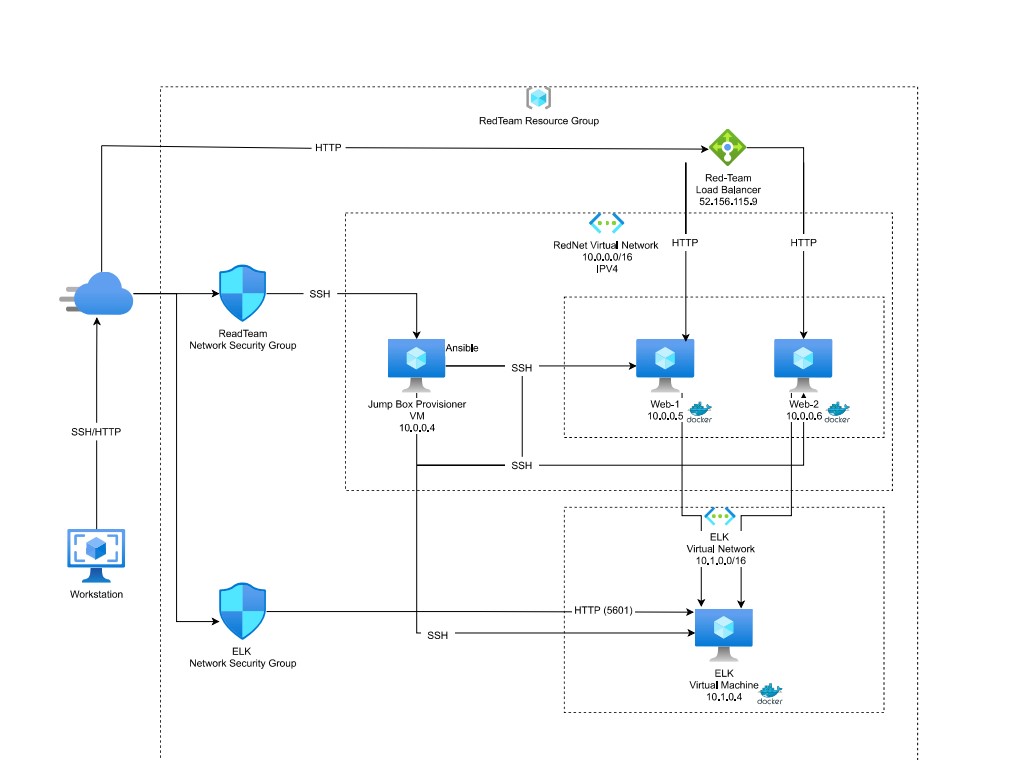 RedTeam Resource Group
HTTP
Red-Team
Load Balancer
52.156.115.9
RedNet Virtual Network
10.0.0.0/16
IPV4
HTTP
HTTP
SSH
ReadTeam
Network Security Group
Ansible
SSH
Jump Box Provisioner
VM
10.0.0.4
Web-1
10.0.0.5
docker
Web-2
10.0.0.6
docker
SSH/HTTP
SSH
ELK
Virtual Network
10.1.0.0/16
Workstation
HTTP (5601)
SSH
ELK
Network Security Group
ELK
Virtual Machine
10.1.0.4
docker